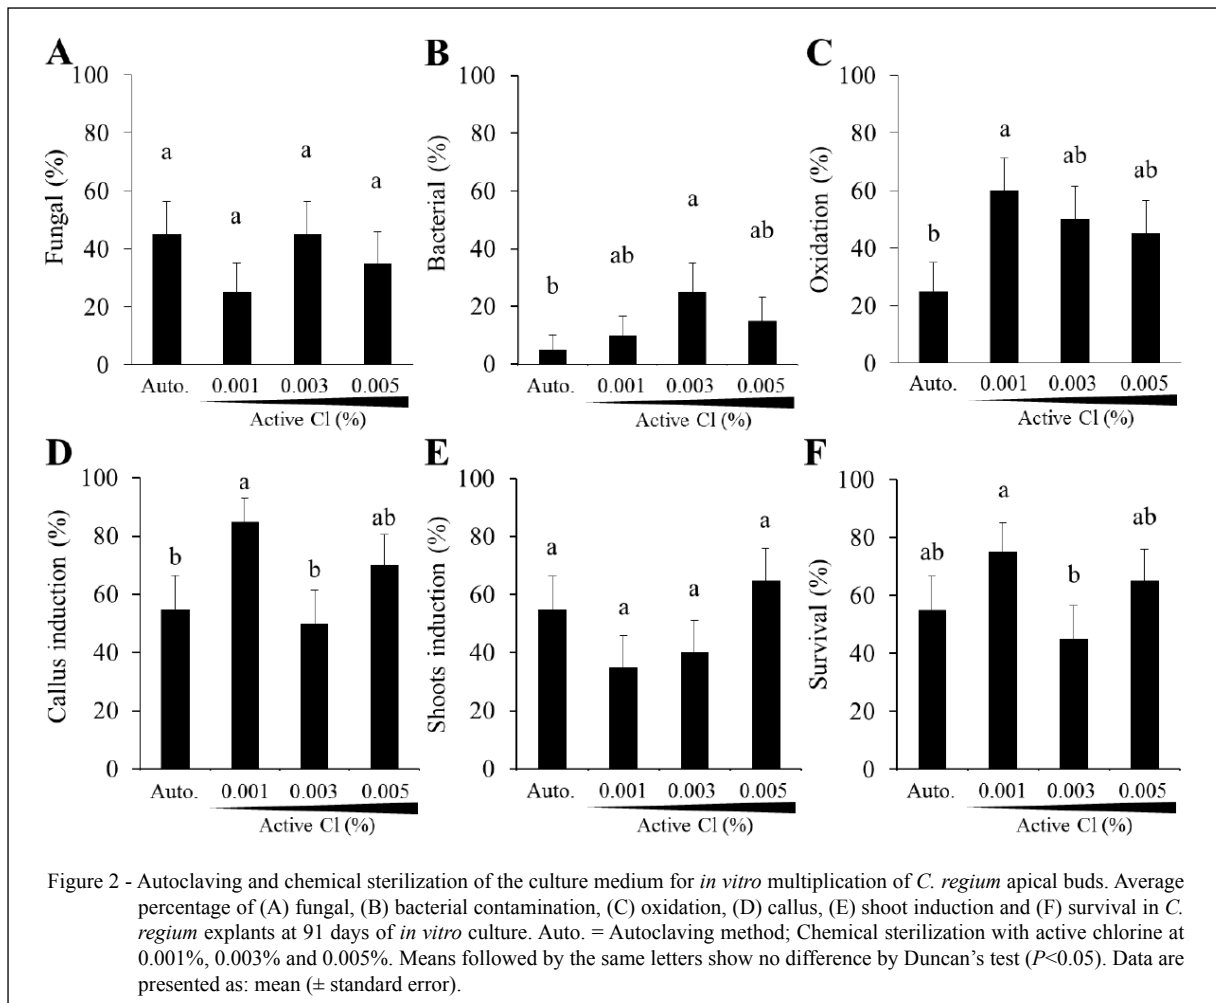 A
B
C
100
80
60
40
20
0
Fungal (%)
a
a
a
a
Auto.
0.001
0.003
0.005
Active Cl (%)
100
80
60
40
20
0
Bacterial (%)
b
ab
a
ab
Auto.
0.001
0.003
0.005
Active Cl (%)
100
80
60
40
20
0
Oxidation (%)
b
a
ab
ab
Auto.
0.001
0.003
0.005
Active Cl (%)
D
E
F
100
80
60
40
20
0
Callus induction (%)
b
a
b
ab
Auto.
0.001
0.003
0.005
Active Cl (%)
100
80
60
40
20
0
Shoots induction (%)
a
a
a
a
Auto.
0.001
0.003
0.005
Active Cl (%)
100
80
60
40
20
0
Survival (%)
ab
a
b
ab
Auto.
0.001
0.003
0.005
Active Cl (%)
Figure 2 - Autoclaving and chemical sterilization of the culture medium for in vitro multiplication of C. regium apical buds. Average
percentage of (A) fungal, (B) bacterial contamination, (C) oxidation, (D) callus, (E) shoot induction and (F) survival in C.
regium explants at 91 days of in vitro culture. Auto. = Autoclaving method; Chemical sterilization with active chlorine at
0.001%, 0.003% and 0.005%. Means followed by the same letters show no difference by Duncan's test (P<0.05). Data are
presented as: mean (± standard error).